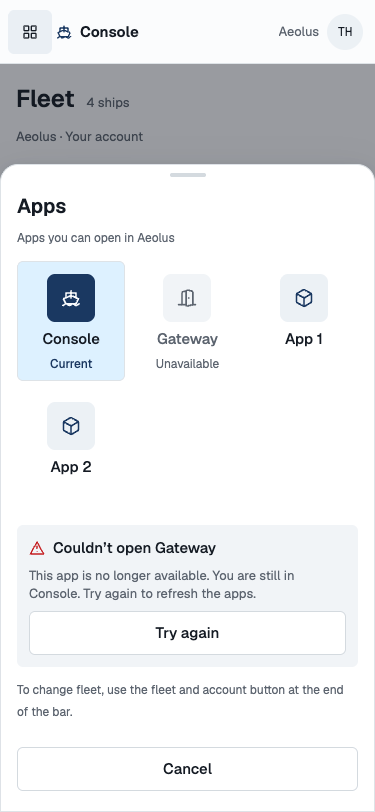 Console
Aeolus
TH
Fleet 4 ships
Aeolus · Your account
Apps
Apps you can open in Aeolus
Console
Current
Gateway
Unavailable
App 1
App 2
Couldn’t open Gateway
This app is no longer available. You are still in
Console. Try again to refresh the apps.
Try again
To change fleet, use the fleet and account button at the end
of the bar.
Cancel